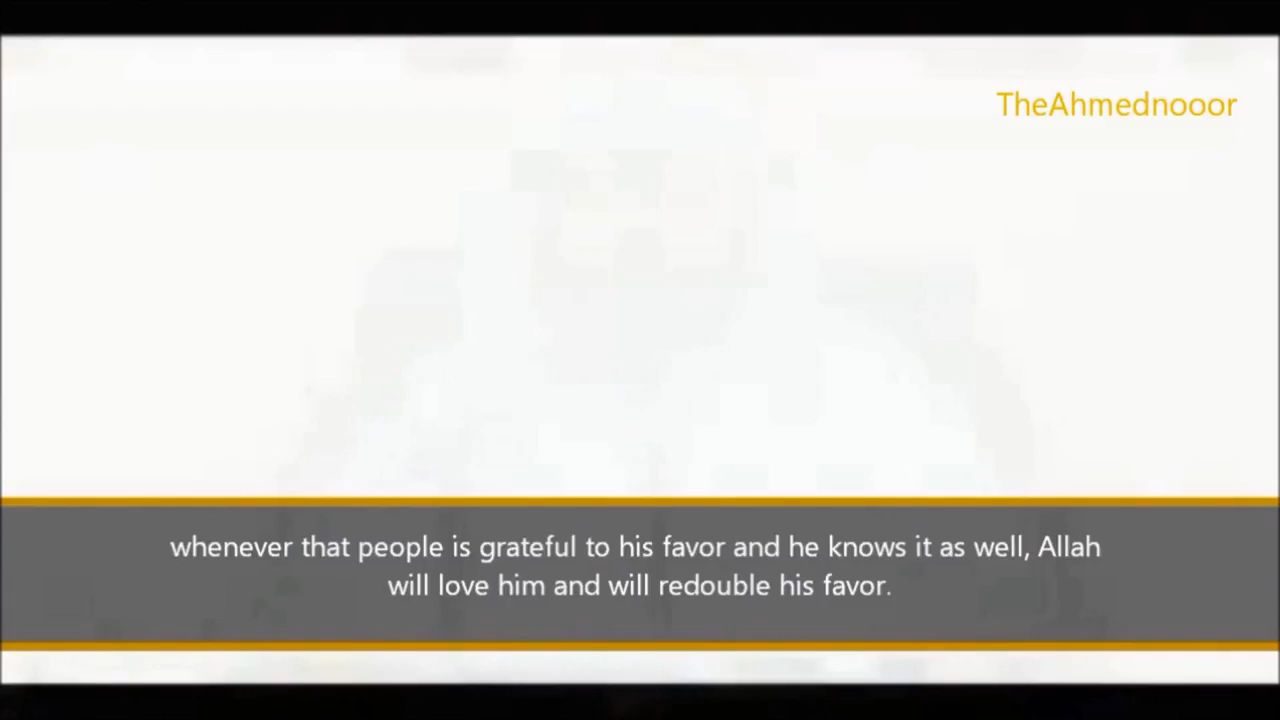 TheAhmednooor
whenever that people is grateful to his favor and he knows it as well, Allah
will love him and will redouble his favor.